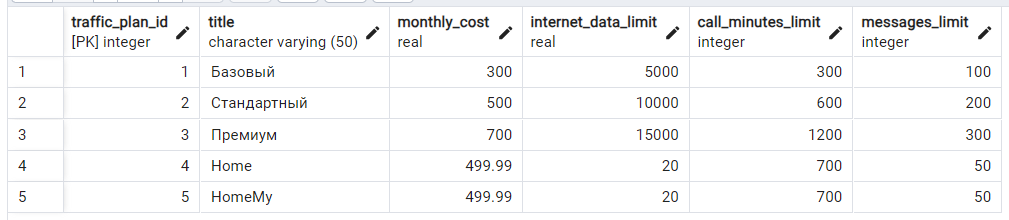 traffic_plan_id title monthly_cost internet_data_limit call_minutes_limit messages_limit
[PK] integer character varying (50) real real integer integer
1 1 Базовый 300 5000 300 100
2 2 Стандартный 500 10000 600 200
3 3 Премиум 700 15000 1200 300
4 4 Home 499.99 20 700 50
5 5 HomeMy 499.99 20 700 50